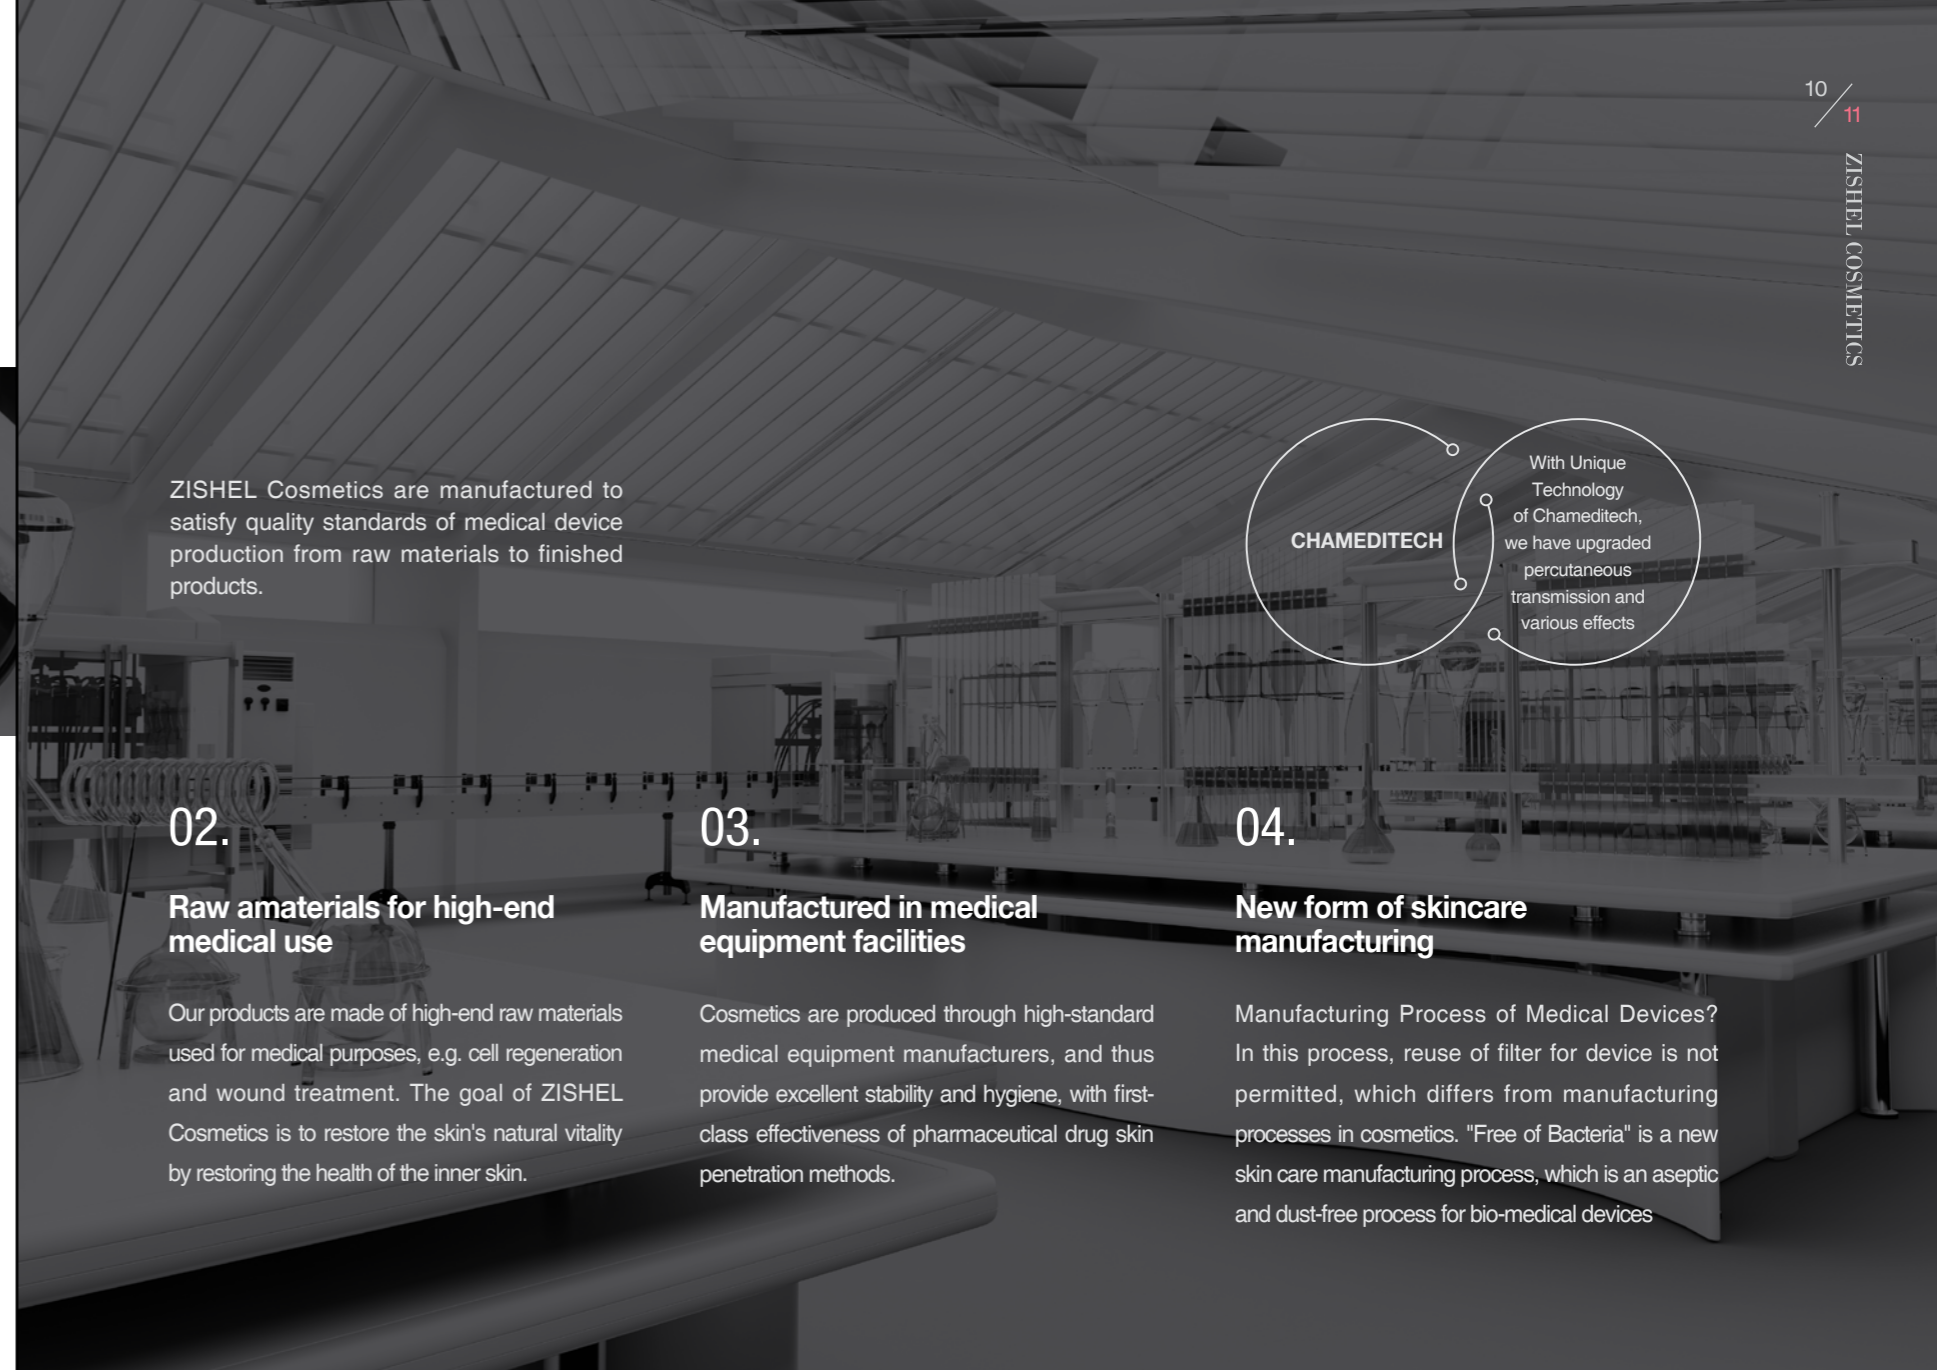 10
11
ZISHEL COSMETICS
ZISHEL Cosmetics are manufactured to
satisfy quality standards of medical device
production from raw materials to finished
products.
CHAMEDITECH
With Unique
Technology
of Chameditech,
we have upgraded
percutaneous
transmission and
various effects
02.
Raw amaterials for high-end
medical use
Our products are made of high-end raw materials
used for medical purposes, e.g. cell regeneration
and wound treatment. The goal of ZISHEL
Cosmetics is to restore the skin's natural vitality
by restoring the health of the inner skin.
03.
Manufactured in medical
equipment facilities
Cosmetics are produced through high-standard
medical equipment manufacturers, and thus
provide excellent stability and hygiene, with first-
class effectiveness of pharmaceutical drug skin
penetration methods.
04.
New form of skincare
manufacturing
Manufacturing Process of Medical Devices?
In this process, reuse of filter for device is not
permitted, which differs from manufacturing
processes in cosmetics. "Free of Bacteria" is a new
skin care manufacturing process, which is an aseptic
and dust-free process for bio-medical devices